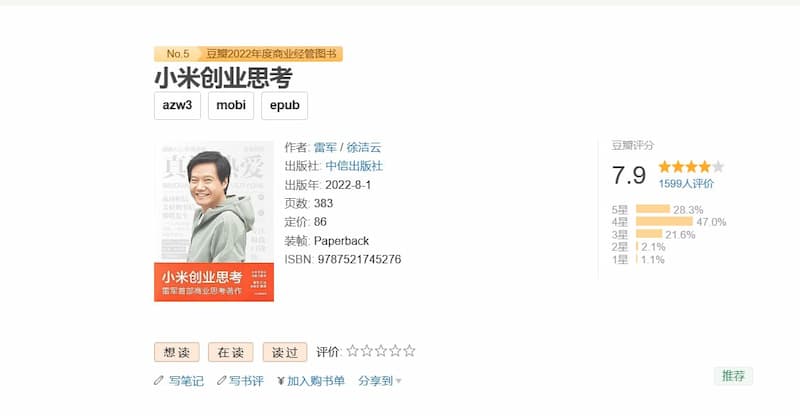 No.5 豆瓣2022年度商业经管图书
小米创业思考
azw3 mobi epub
真 热爱
小米创业思考
雷军首部商业思考著作
作者: 雷军 / 徐洁云
出版社: 中信出版社
出版年: 2022-8-1
页数: 383
定价: 86
装帧: Paperback
ISBN: 9787521745276
豆瓣评分
7.9
1599人评价
5星 28.3%
4星 47.0%
3星 21.6%
2星 2.1%
1星 1.1%
想读 在读 读过 评价:
写笔记 写书评 ¥加入购书单 分享到
推荐